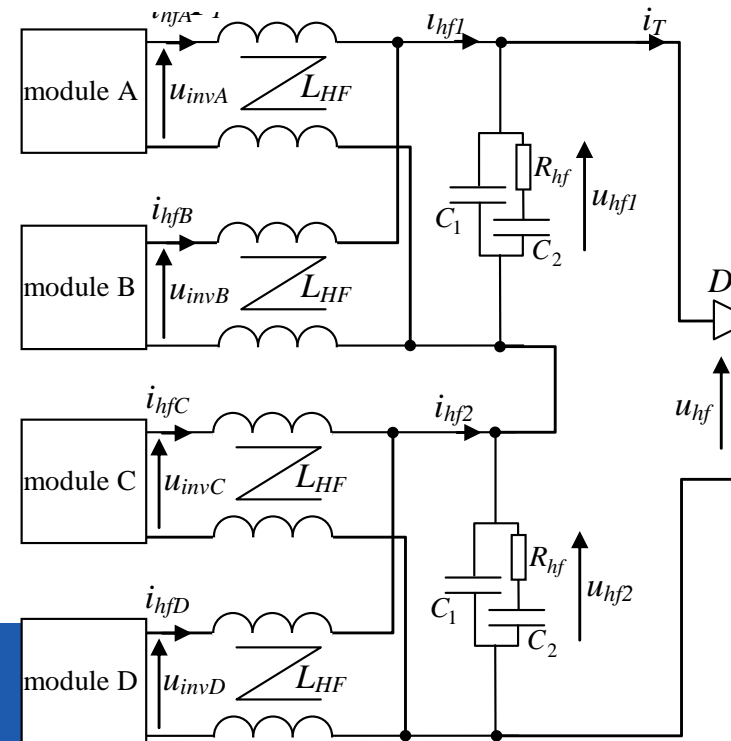 i_T
module A
u_invA
L_HF
R_hf
C_1
C_2
u_hf1
i_hfB
module B
u_invB
L_HF
D
u_hf
i_hfC
i_hf2
module C
u_invC
L_HF
R_hf
C_1
C_2
u_hf2
i_hfD
module D
u_invD
L_HF